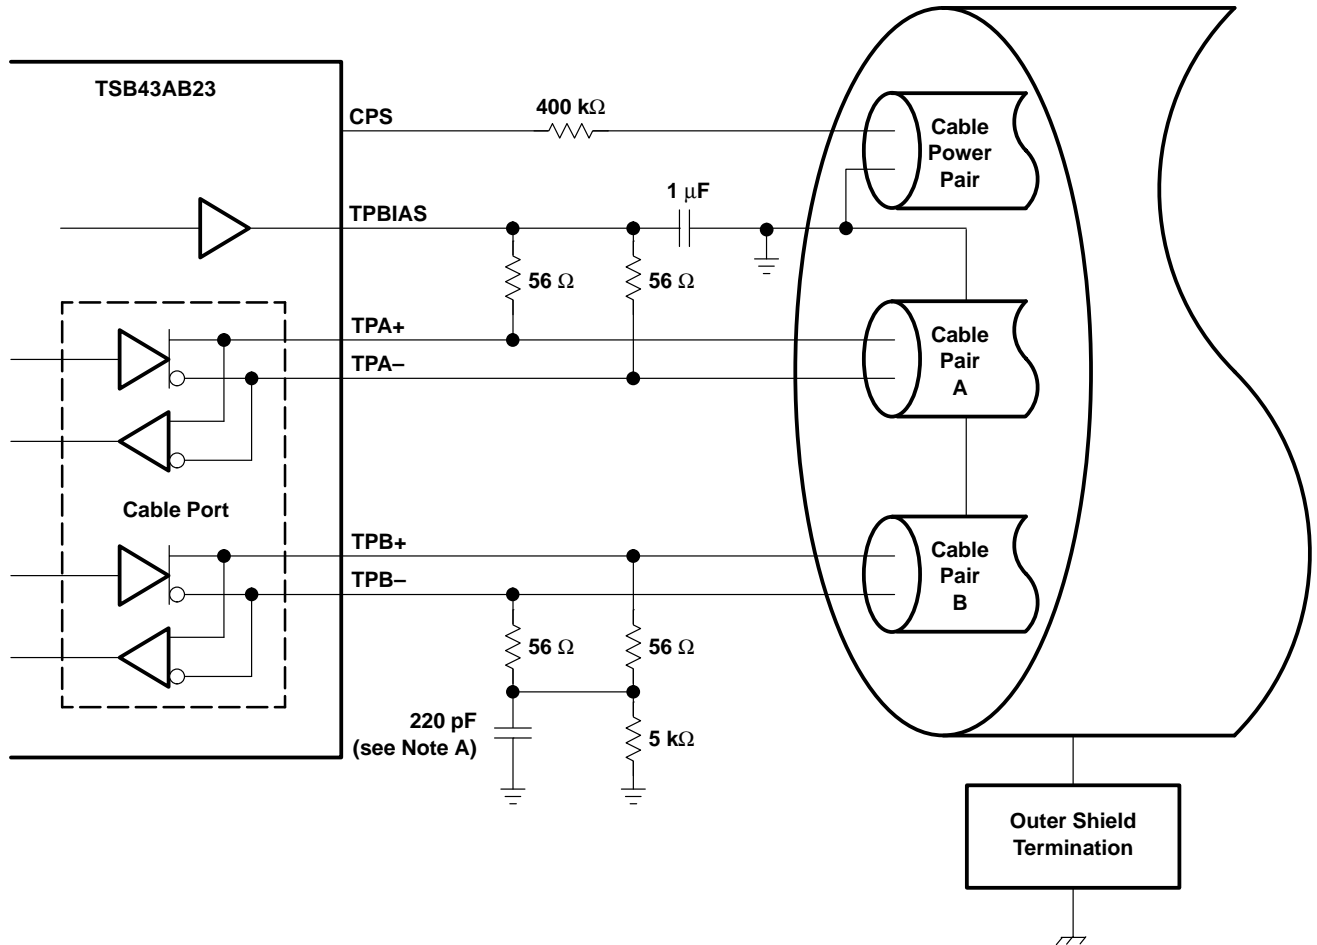 TSB43AB23
CPS
400 kΩ
Cable
Power
Pair
TPBIAS
1 μF
56 Ω
56 Ω
TPA+
TPA–
Cable
Pair
A
Cable Port
TPB+
TPB–
Cable
Pair
B
56 Ω
56 Ω
220 pF
(see Note A)
5 kΩ
Outer Shield
Termination